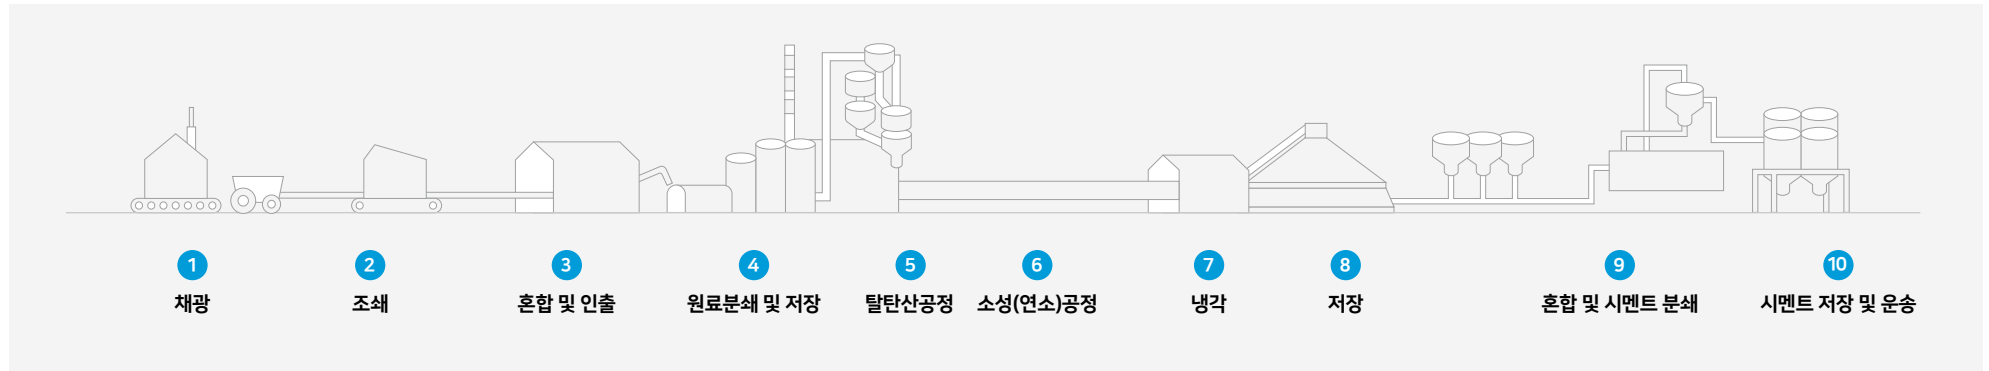 1
채광
2
조쇄
3
혼합 및 인출
4
원료분쇄 및 저장
5
탈탄산공정
6
소성(연소)공정
7
냉각
8
저장
9
혼합 및 시멘트 분쇄
10
시멘트 저장 및 운송